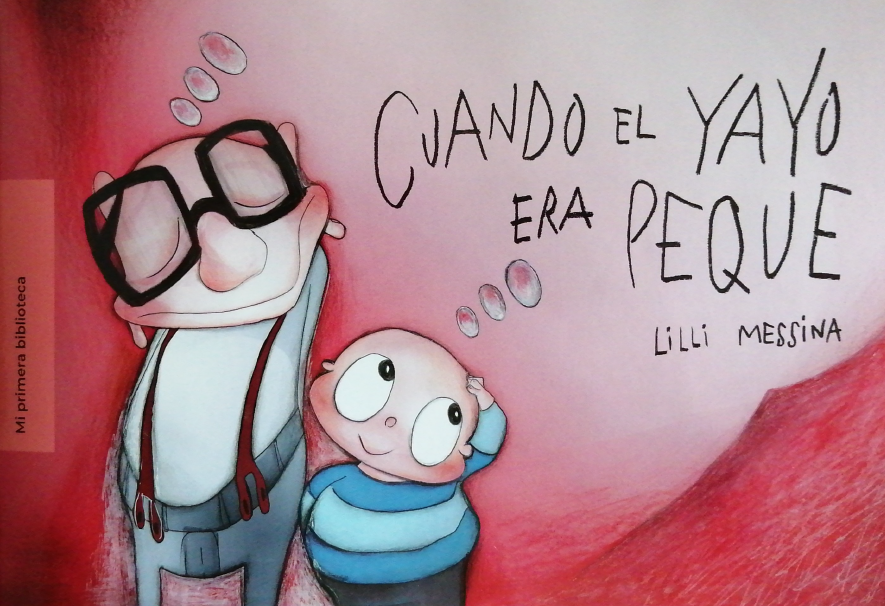 CUANDO EL YAYO
ERA PEQUE
LiLLi MESSiNA
Mi primera biblioteca